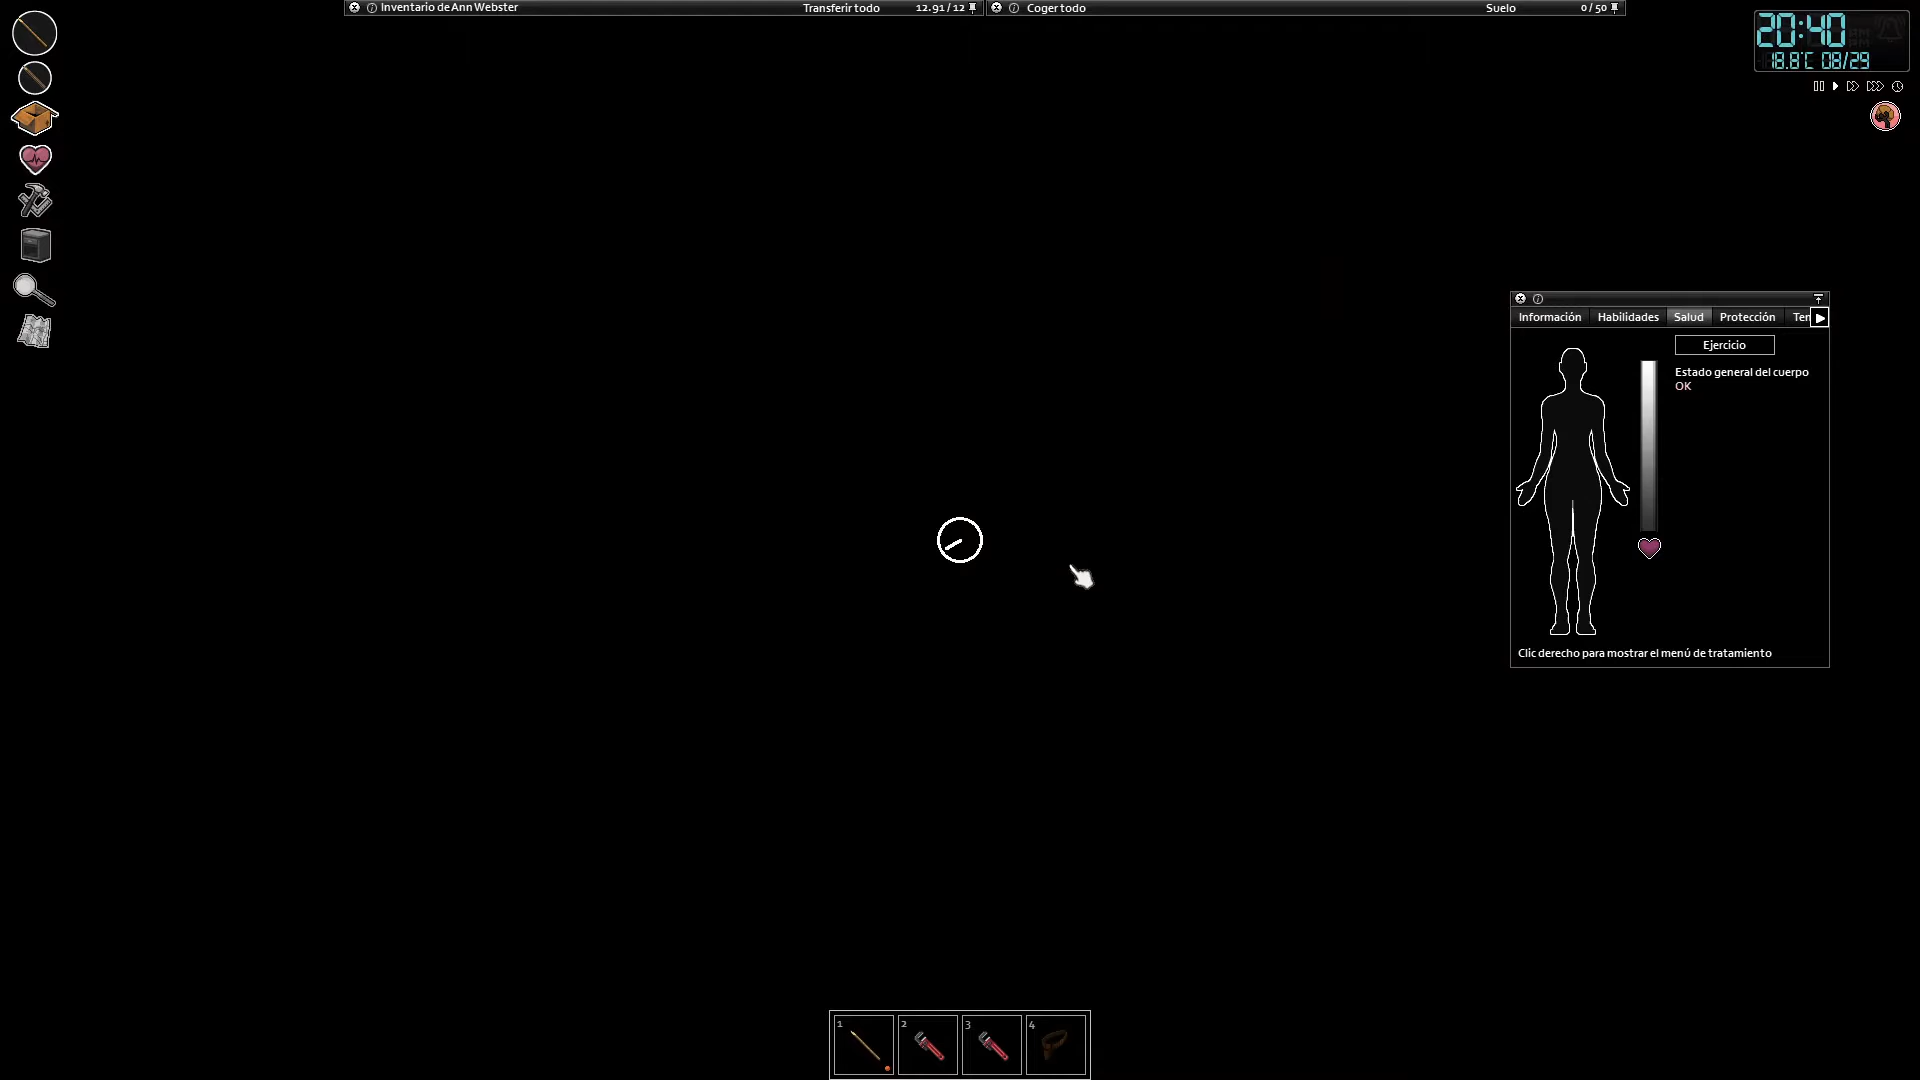 Inventario de Ann Webster Transferir todo 12.91 / 12
Coger todo Suelo 0 / 50
20:40
18.8°C 08/29
Información Habilidades Salud Protección Ter
Ejercicio
Estado general del cuerpo
OK
Clic derecho para mostrar el menú de tratamiento
1 2 3 4